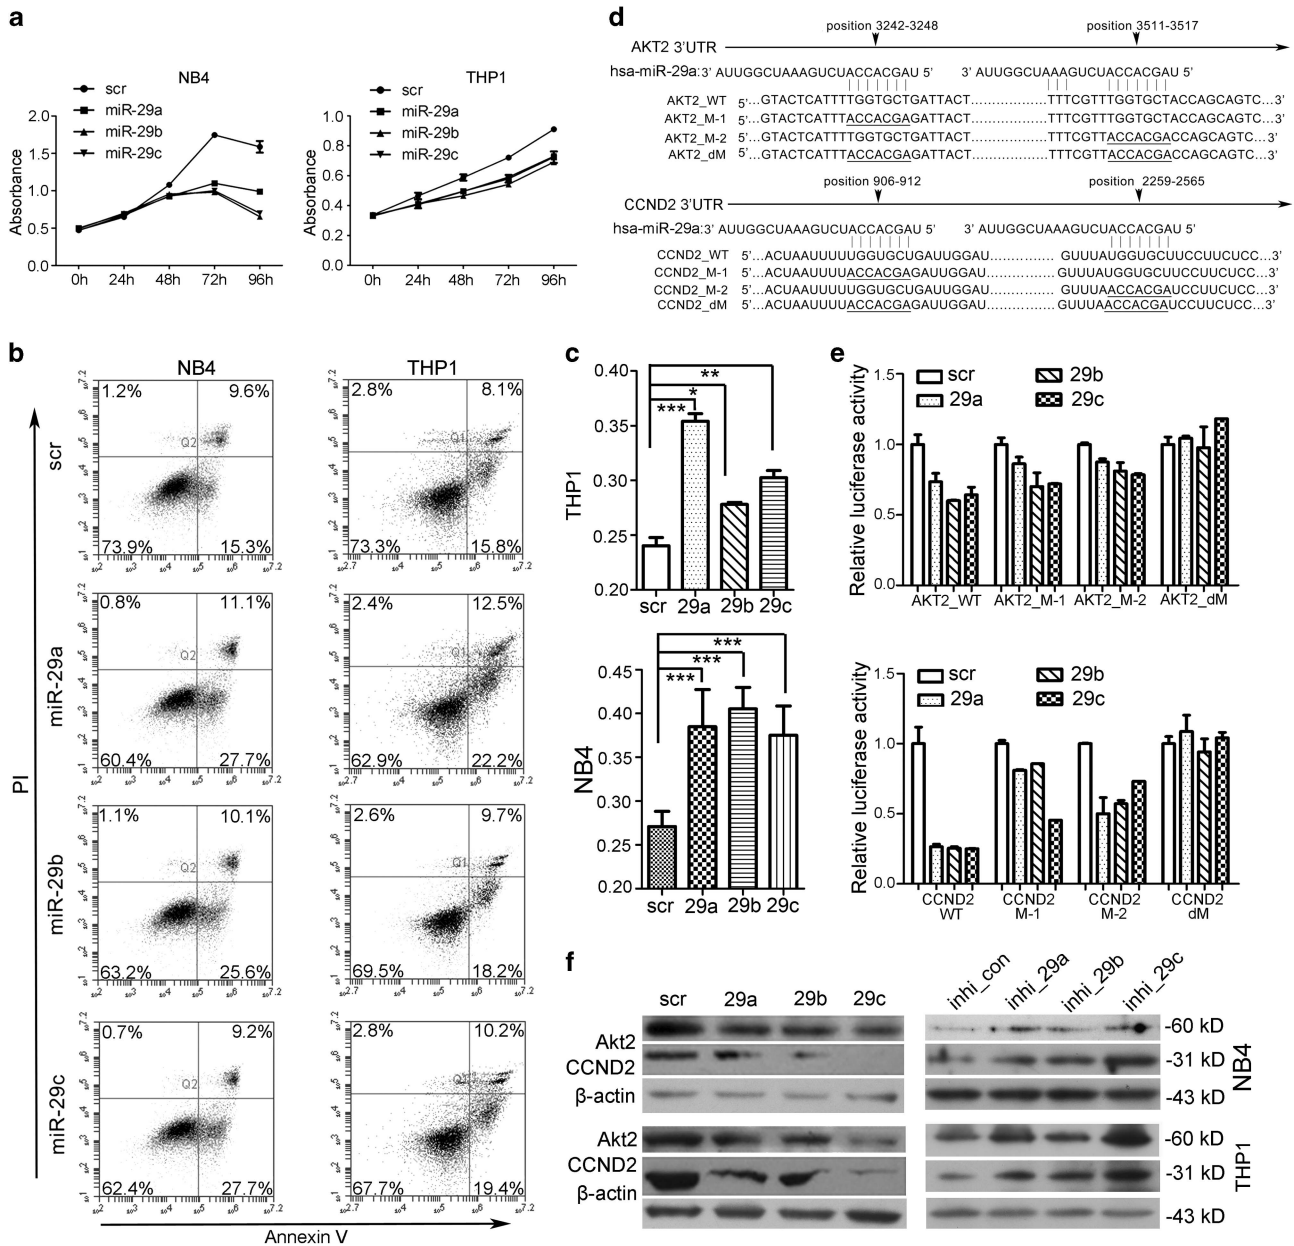 a
NB4
scr
miR-29a
miR-29b
miR-29c
Absorbance
2.0
1.5
1.0
0.5
0.0
0h 24h 48h 72h 96h
THP1
scr
miR-29a
miR-29b
miR-29c
Absorbance
1.0
0.8
0.6
0.4
0.2
0.0
0h 24h 48h 72h 96h
d
position 3242-3248 position 3511-3517
AKT2 3'UTR
hsa-miR-29a:3' AUUGGCUAAAGUCUACCACGAU 5' 3' AUUGGCUAAAGUCUACCACGAU 5'
AKT2_WT 5'...GTACTCATTTTGGTGCTGATTACT................TTTCGTTTGGTGCTACCAGCAGTC...3'
AKT2_M-1 5'...GTACTCATTTACCACGAGATTACT................TTTCGTTTGGTGCTACCAGCAGTC...3'
AKT2_M-2 5'...GTACTCATTTTGGTGCTGATTACT................TTTCGTTACCACGACCAGCAGTC...3'
AKT2_dM 5'...GTACTCATTTACCACGAGATTACT................TTTCGTTACCACGACCAGCAGTC...3'
position 906-912 position 2259-2565
CCND2 3'UTR
hsa-miR-29a:3' AUUGGCUAAAGUCUACCACGAU 5' 3' AUUGGCUAAAGUCUACCACGAU 5'
CCND2_WT 5'...ACUAAUUUUUGGUGCUGAUUGGAU ............... GUUUAUGGUGCUUCCUUCUCC...3'
CCND2_M-1 5'...ACUAAUUUUACCACGAGAUUGGAU ............... GUUUAUGGUGCUUCCUUCUCC...3'
CCND2_M-2 5'...ACUAAUUUUUGGUGCUGAUUGGAU ............... GUUUAACCACGAUCCUUCUCC...3'
CCND2_dM 5'...ACUAAUUUUACCACGAGAUUGGAU ............... GUUUAACCACGAUCCUUCUCC...3'
b
NB4 THP1
scr
1.2% 9.6%
Q2
73.9% 15.3%
2.8% 8.1%
Q1
73.3% 15.8%
miR-29a
0.8% 11.1%
Q2
60.4% 27.7%
2.4% 12.5%
Q1
62.9% 22.2%
miR-29b
1.1% 10.1%
Q2
63.2% 25.6%
2.6% 9.7%
Q1
69.5% 18.2%
miR-29c
0.7% 9.2%
Q2
62.4% 27.7%
2.8% 10.2%
67.7% 19.4%
PI
Annexin V
c
THP1
0.40
0.35
0.30
0.25
0.20
**
*
***
scr 29a 29b 29c
NB4
0.45
0.40
0.35
0.30
0.25
0.20
***
***
***
scr 29a 29b 29c
e
Relative luciferase activity
1.5
1.0
0.5
0.0
scr 29b
29a 29c
AKT2_WT AKT2_M-1 AKT2_M-2 AKT2_dM
Relative luciferase activity
1.5
1.0
0.5
0.0
scr 29b
29a 29c
CCND2 CCND2 CCND2 CCND2
WT M-1 M-2 dM
f
scr 29a 29b 29c
inhi_con inhi_29a inhi_29b inhi_29c
Akt2 -60 kD
CCND2 -31 kD
β-actin -43 kD
NB4
Akt2 -60 kD
CCND2 -31 kD
β-actin -43 kD
THP1